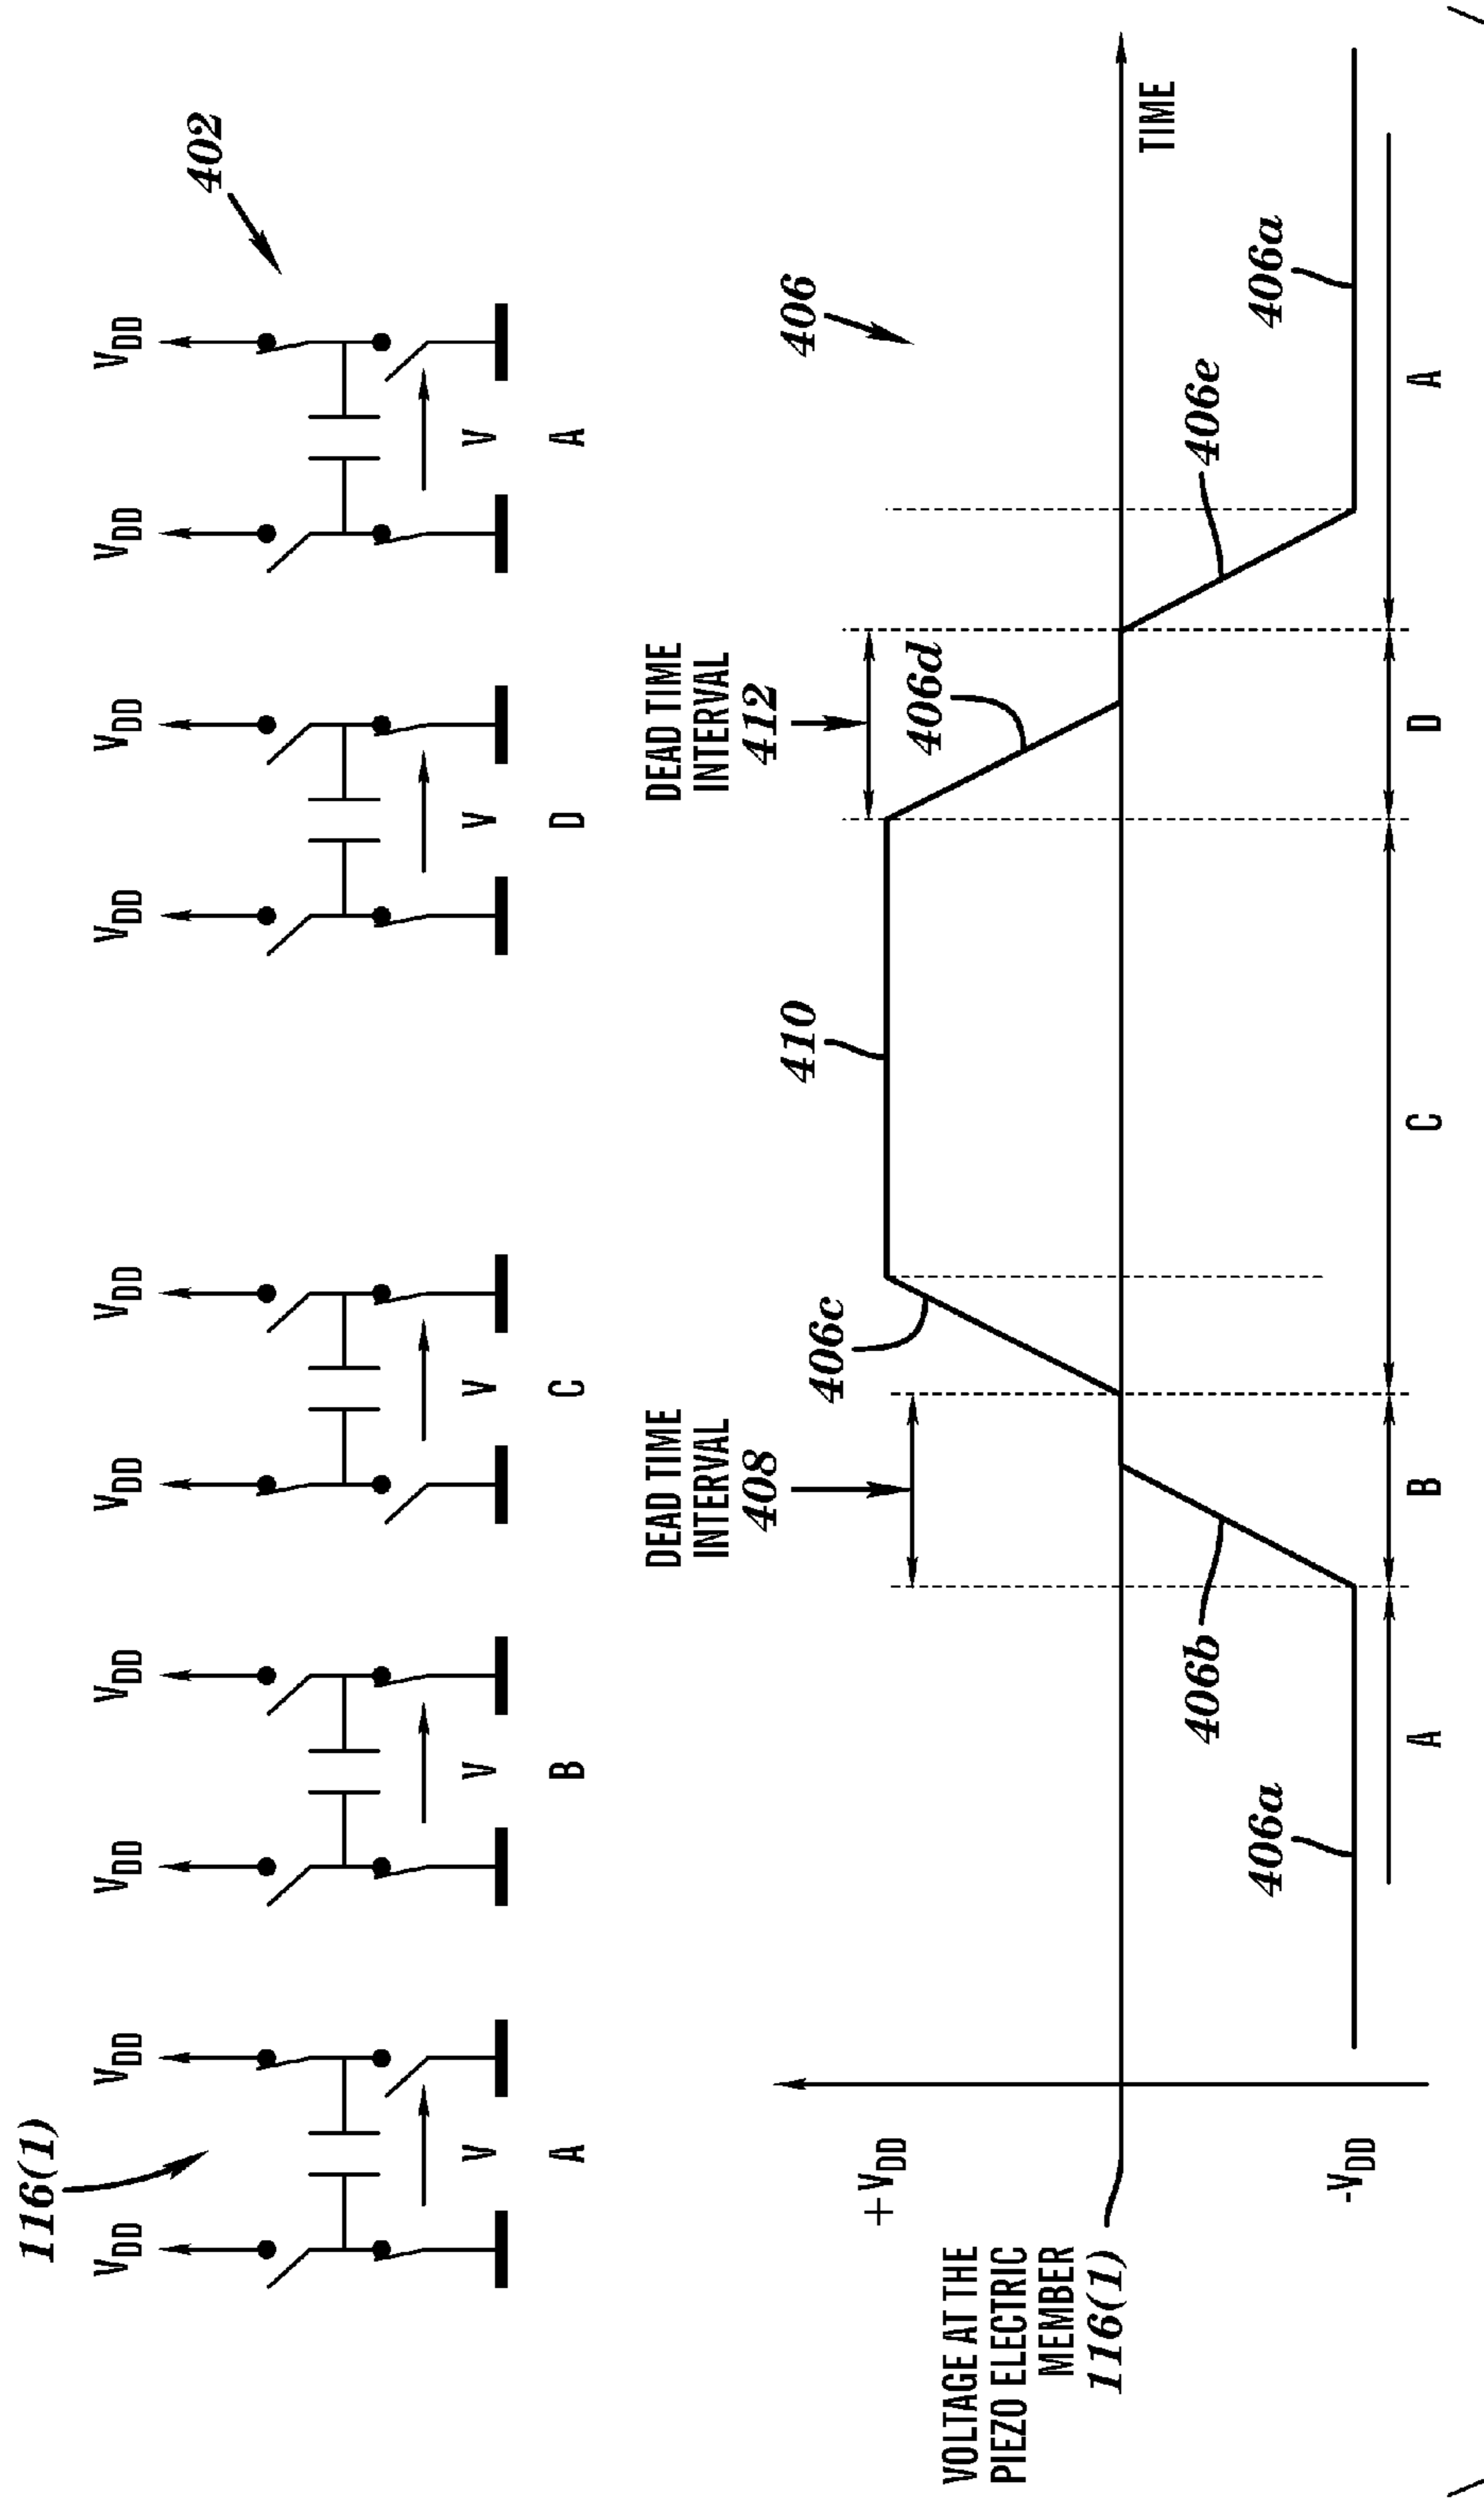 116(1)
402
VDD VDD VDD VDD VDD VDD VDD VDD VDD VDD
V V V V V
A B C D A
DEAD TIME
INTERVAL
408
DEAD TIME
INTERVAL
412
406
410
406c
406d
+VDD
VOLTAGE AT THE
PIEZO ELECTRIC
MEMBER
116(1)
TIME
406b
406e
406a
406a
-VDD
A B C D A